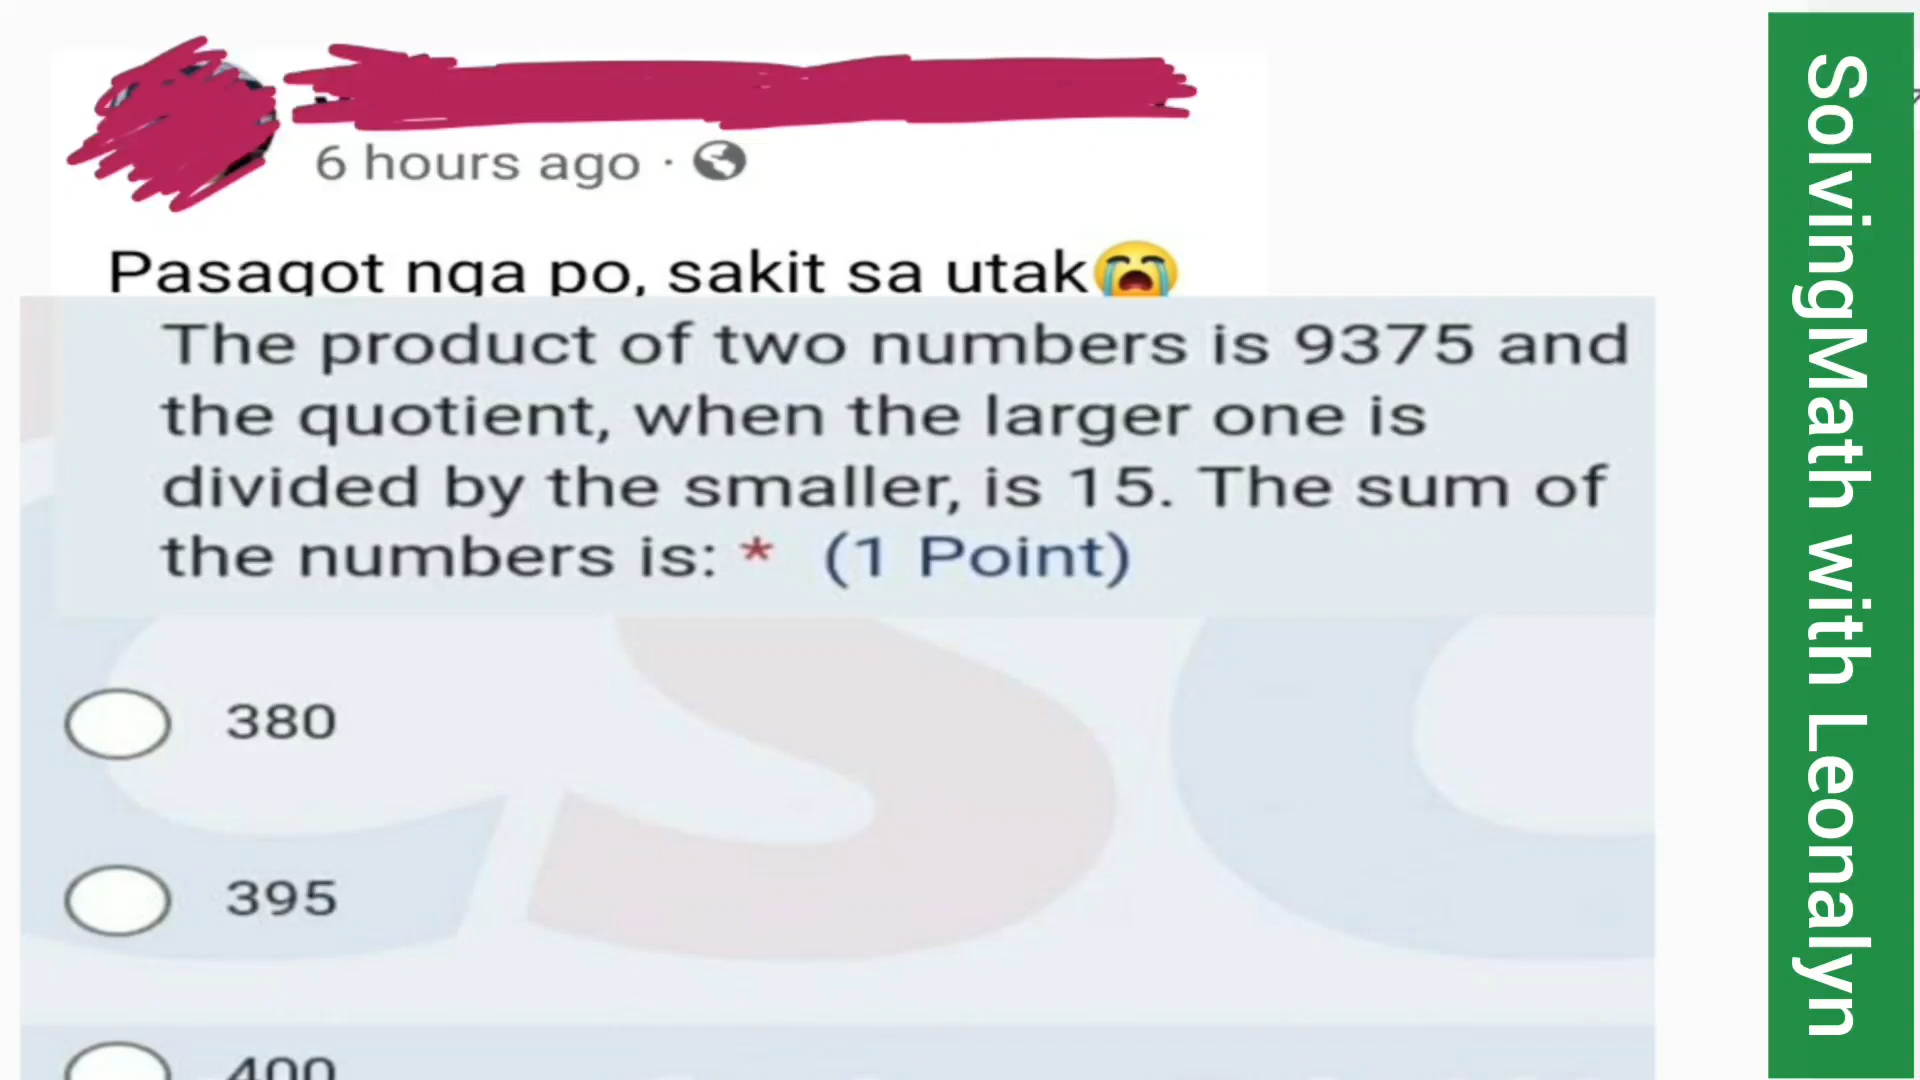 6 hours ago ·
Pasagot nga po, sakit sa utak😭
The product of two numbers is 9375 and
the quotient, when the larger one is
divided by the smaller, is 15. The sum of
the numbers is: * (1 Point)
380
395
400
SolvingMath with Leonalyn